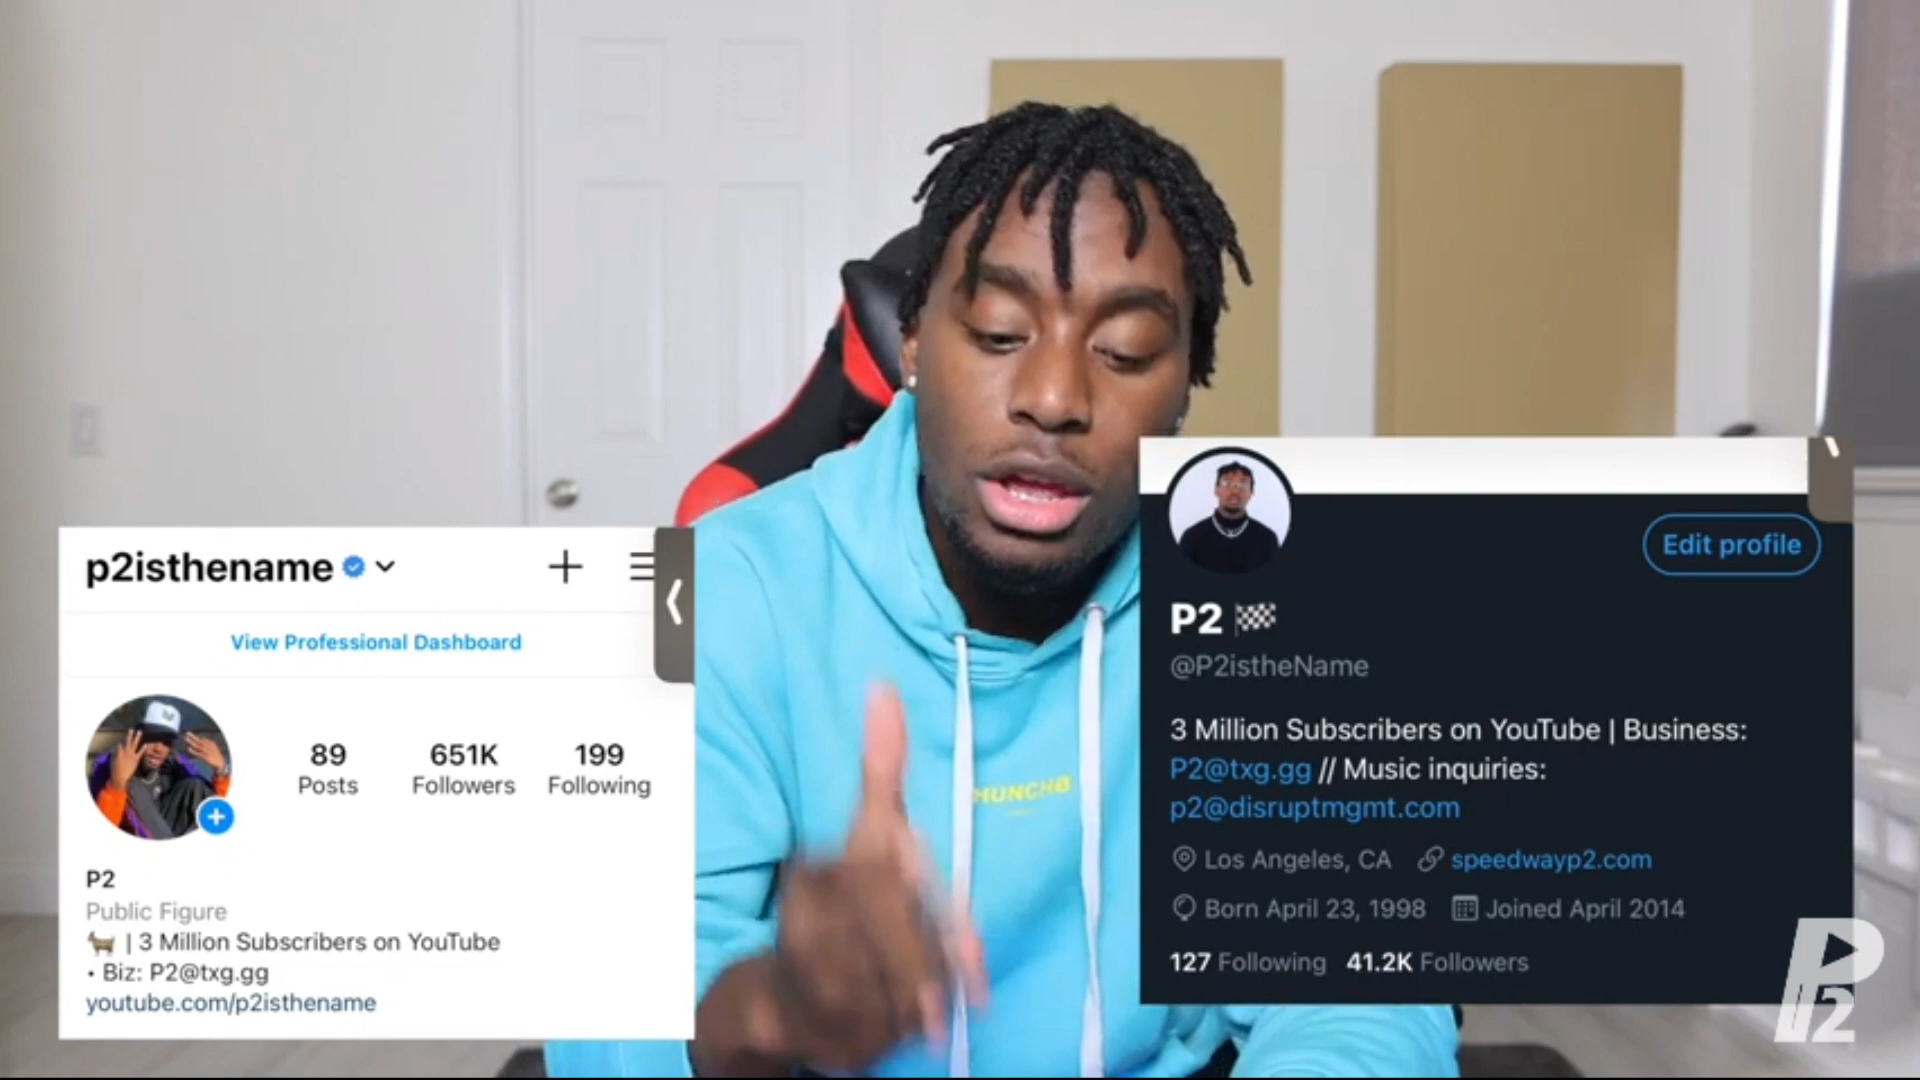 p2isthename
View Professional Dashboard
89 651K 199
Posts Followers Following
P2
Public Figure
| 3 Million Subscribers on YouTube
• Biz: P2@txg.gg
youtube.com/p2isthename
HUNCHO
Edit profile
P2
@P2istheName
3 Million Subscribers on YouTube | Business:
P2@txg.gg // Music inquiries:
p2@disruptmgmt.com
Los Angeles, CA speedwayp2.com
Born April 23, 1998 Joined April 2014
127 Following 41.2K Followers
P2